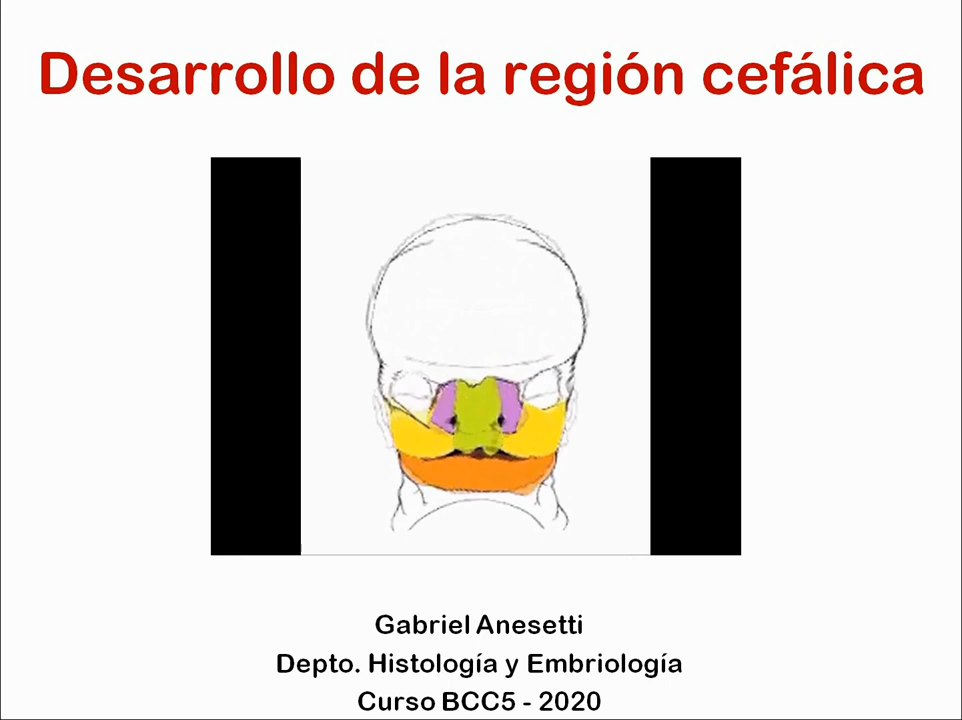 Desarrollo de la región cefálica
Gabriel Anesetti
Depto. Histología y Embriología
Curso BCC5 - 2020